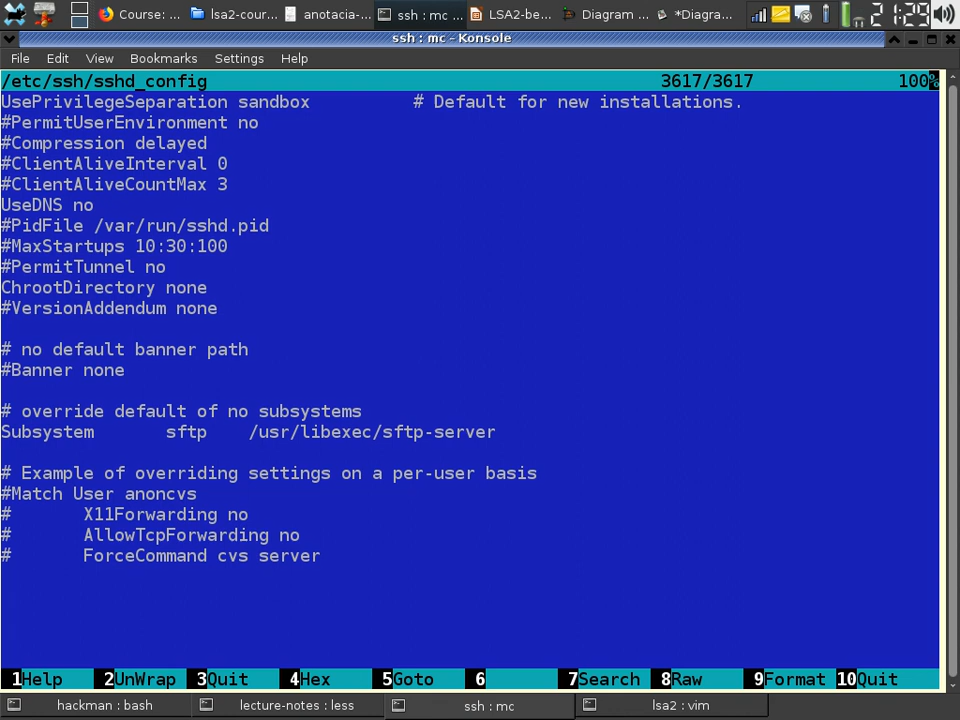 Course: ...
lsa2-cour...
anotacia-...
ssh : mc ...
LSA2-be...
Diagram ...
*Diagra...
21:29
ssh : mc - Konsole
File Edit View Bookmarks Settings Help
/etc/ssh/sshd_config 3617/3617 100%
UsePrivilegeSeparation sandbox # Default for new installations.
#PermitUserEnvironment no
#Compression delayed
#ClientAliveInterval 0
#ClientAliveCountMax 3
UseDNS no
#PidFile /var/run/sshd.pid
#MaxStartups 10:30:100
#PermitTunnel no
ChrootDirectory none
#VersionAddendum none
# no default banner path
#Banner none
# override default of no subsystems
Subsystem sftp /usr/libexec/sftp-server
# Example of overriding settings on a per-user basis
#Match User anoncvs
# X11Forwarding no
# AllowTcpForwarding no
# ForceCommand cvs server
1Help 2UnWrap 3Quit 4Hex 5Goto 6 7Search 8Raw 9Format 10Quit
hackman : bash
lecture-notes : less
ssh : mc
lsa2 : vim